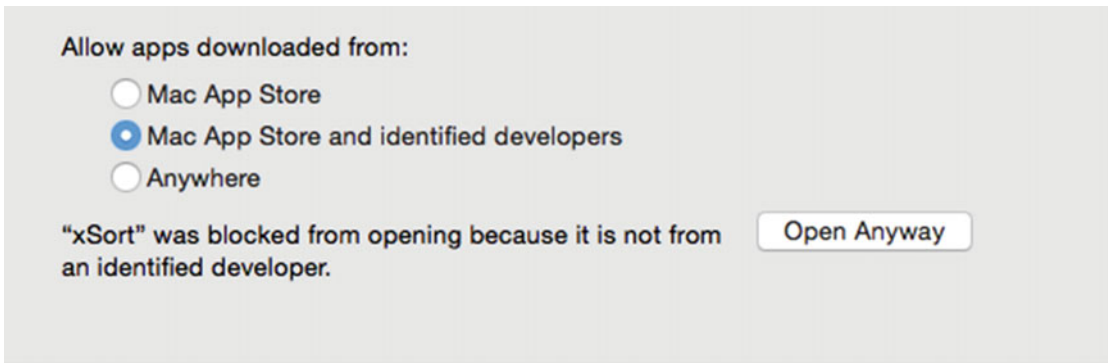 Allow apps downloaded from:
Mac App Store
Mac App Store and identified developers
Anywhere
“xSort” was blocked from opening because it is not from
an identified developer.
Open Anyway